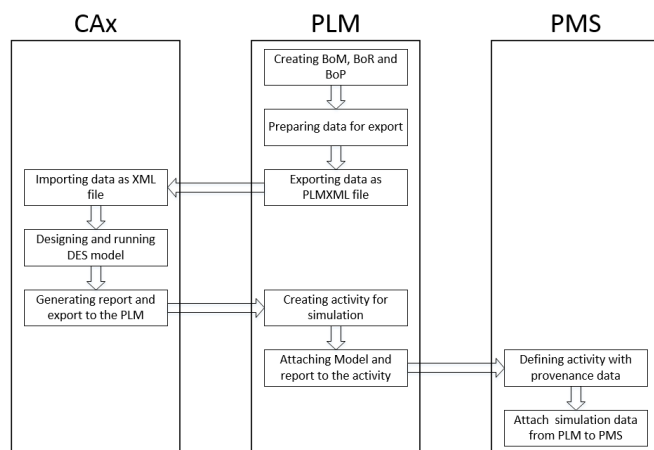 CAx
PLM
PMS
Creating BoM, BoR and
BoP
Preparing data for export
Exporting data as
PLMXML file
Importing data as XML
file
Designing and running
DES model
Generating report and
export to the PLM
Creating activity for
simulation
Attaching Model and
report to the activity
Defining activity with
provenance data
Attach simulation data
from PLM to PMS